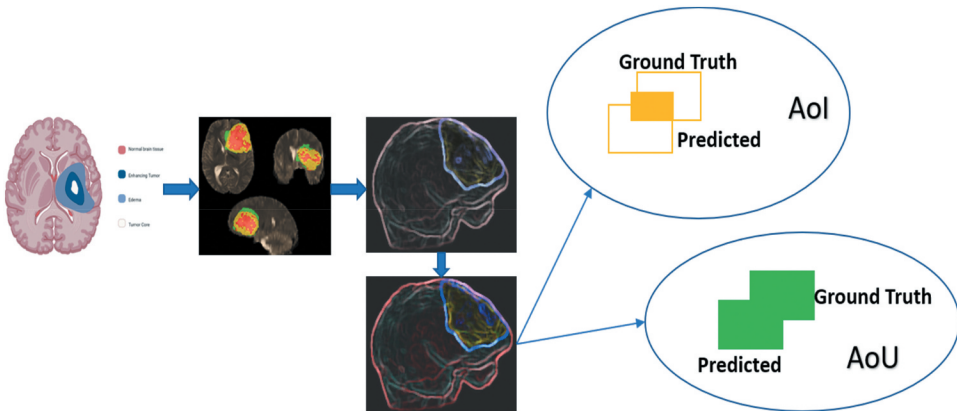 Normal brain tissue
Enhancing Tumor
Edema
Tumor Core
Ground Truth
AoI
Predicted
Ground Truth
Predicted
AoU